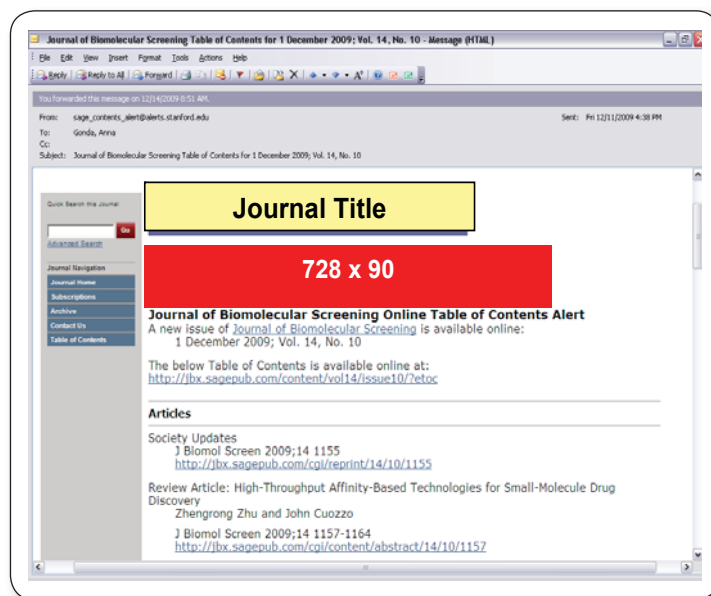 Journal of Biomolecular Screening Table of Contents for 1 December 2009; Vol. 14, No. 10 - Message (HTML)
File Edit View Insert Format Tools Actions Help
Reply Reply to All Forward
You forwarded this message on 12/14/2009 8:51 AM.
From: sage_contents_alert@alerts.stanford.edu Sent: Fri 12/11/2009 4:38 PM
To: Gonda, Anna
Cc:
Subject: Journal of Biomolecular Screening Table of Contents for 1 December 2009; Vol. 14, No. 10
Quick Search this Journal
Go
Advanced Search
Journal Navigation
Journal Home
Subscriptions
Archive
Contact Us
Table of Contents
Journal Title
728 x 90
Journal of Biomolecular Screening Online Table of Contents Alert
A new issue of Journal of Biomolecular Screening is available online:
1 December 2009; Vol. 14, No. 10
The below Table of Contents is available online at:
http://jbx.sagepub.com/content/vol14/issue10/?etoc
Articles
Society Updates
J Biomol Screen 2009;14 1155
http://jbx.sagepub.com/cgi/reprint/14/10/1155
Review Article: High-Throughput Affinity-Based Technologies for Small-Molecule Drug
Discovery
Zhengrong Zhu and John Cuozzo
J Biomol Screen 2009;14 1157-1164
http://jbx.sagepub.com/cgi/content/abstract/14/10/1157